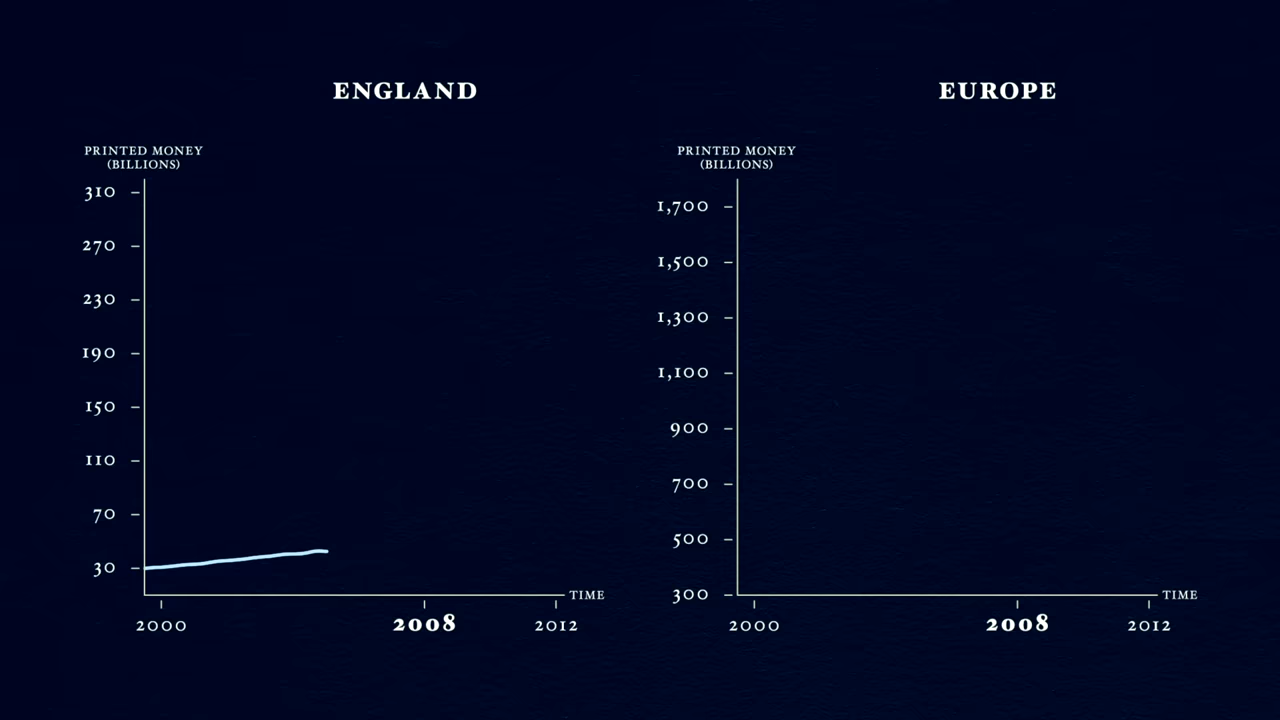 ENGLAND
PRINTED MONEY
(BILLIONS)
310
270
230
190
150
110
70
30
TIME
2000
2008
2012
EUROPE
PRINTED MONEY
(BILLIONS)
1,700
1,500
1,300
1,100
900
700
500
300
TIME
2000
2008
2012